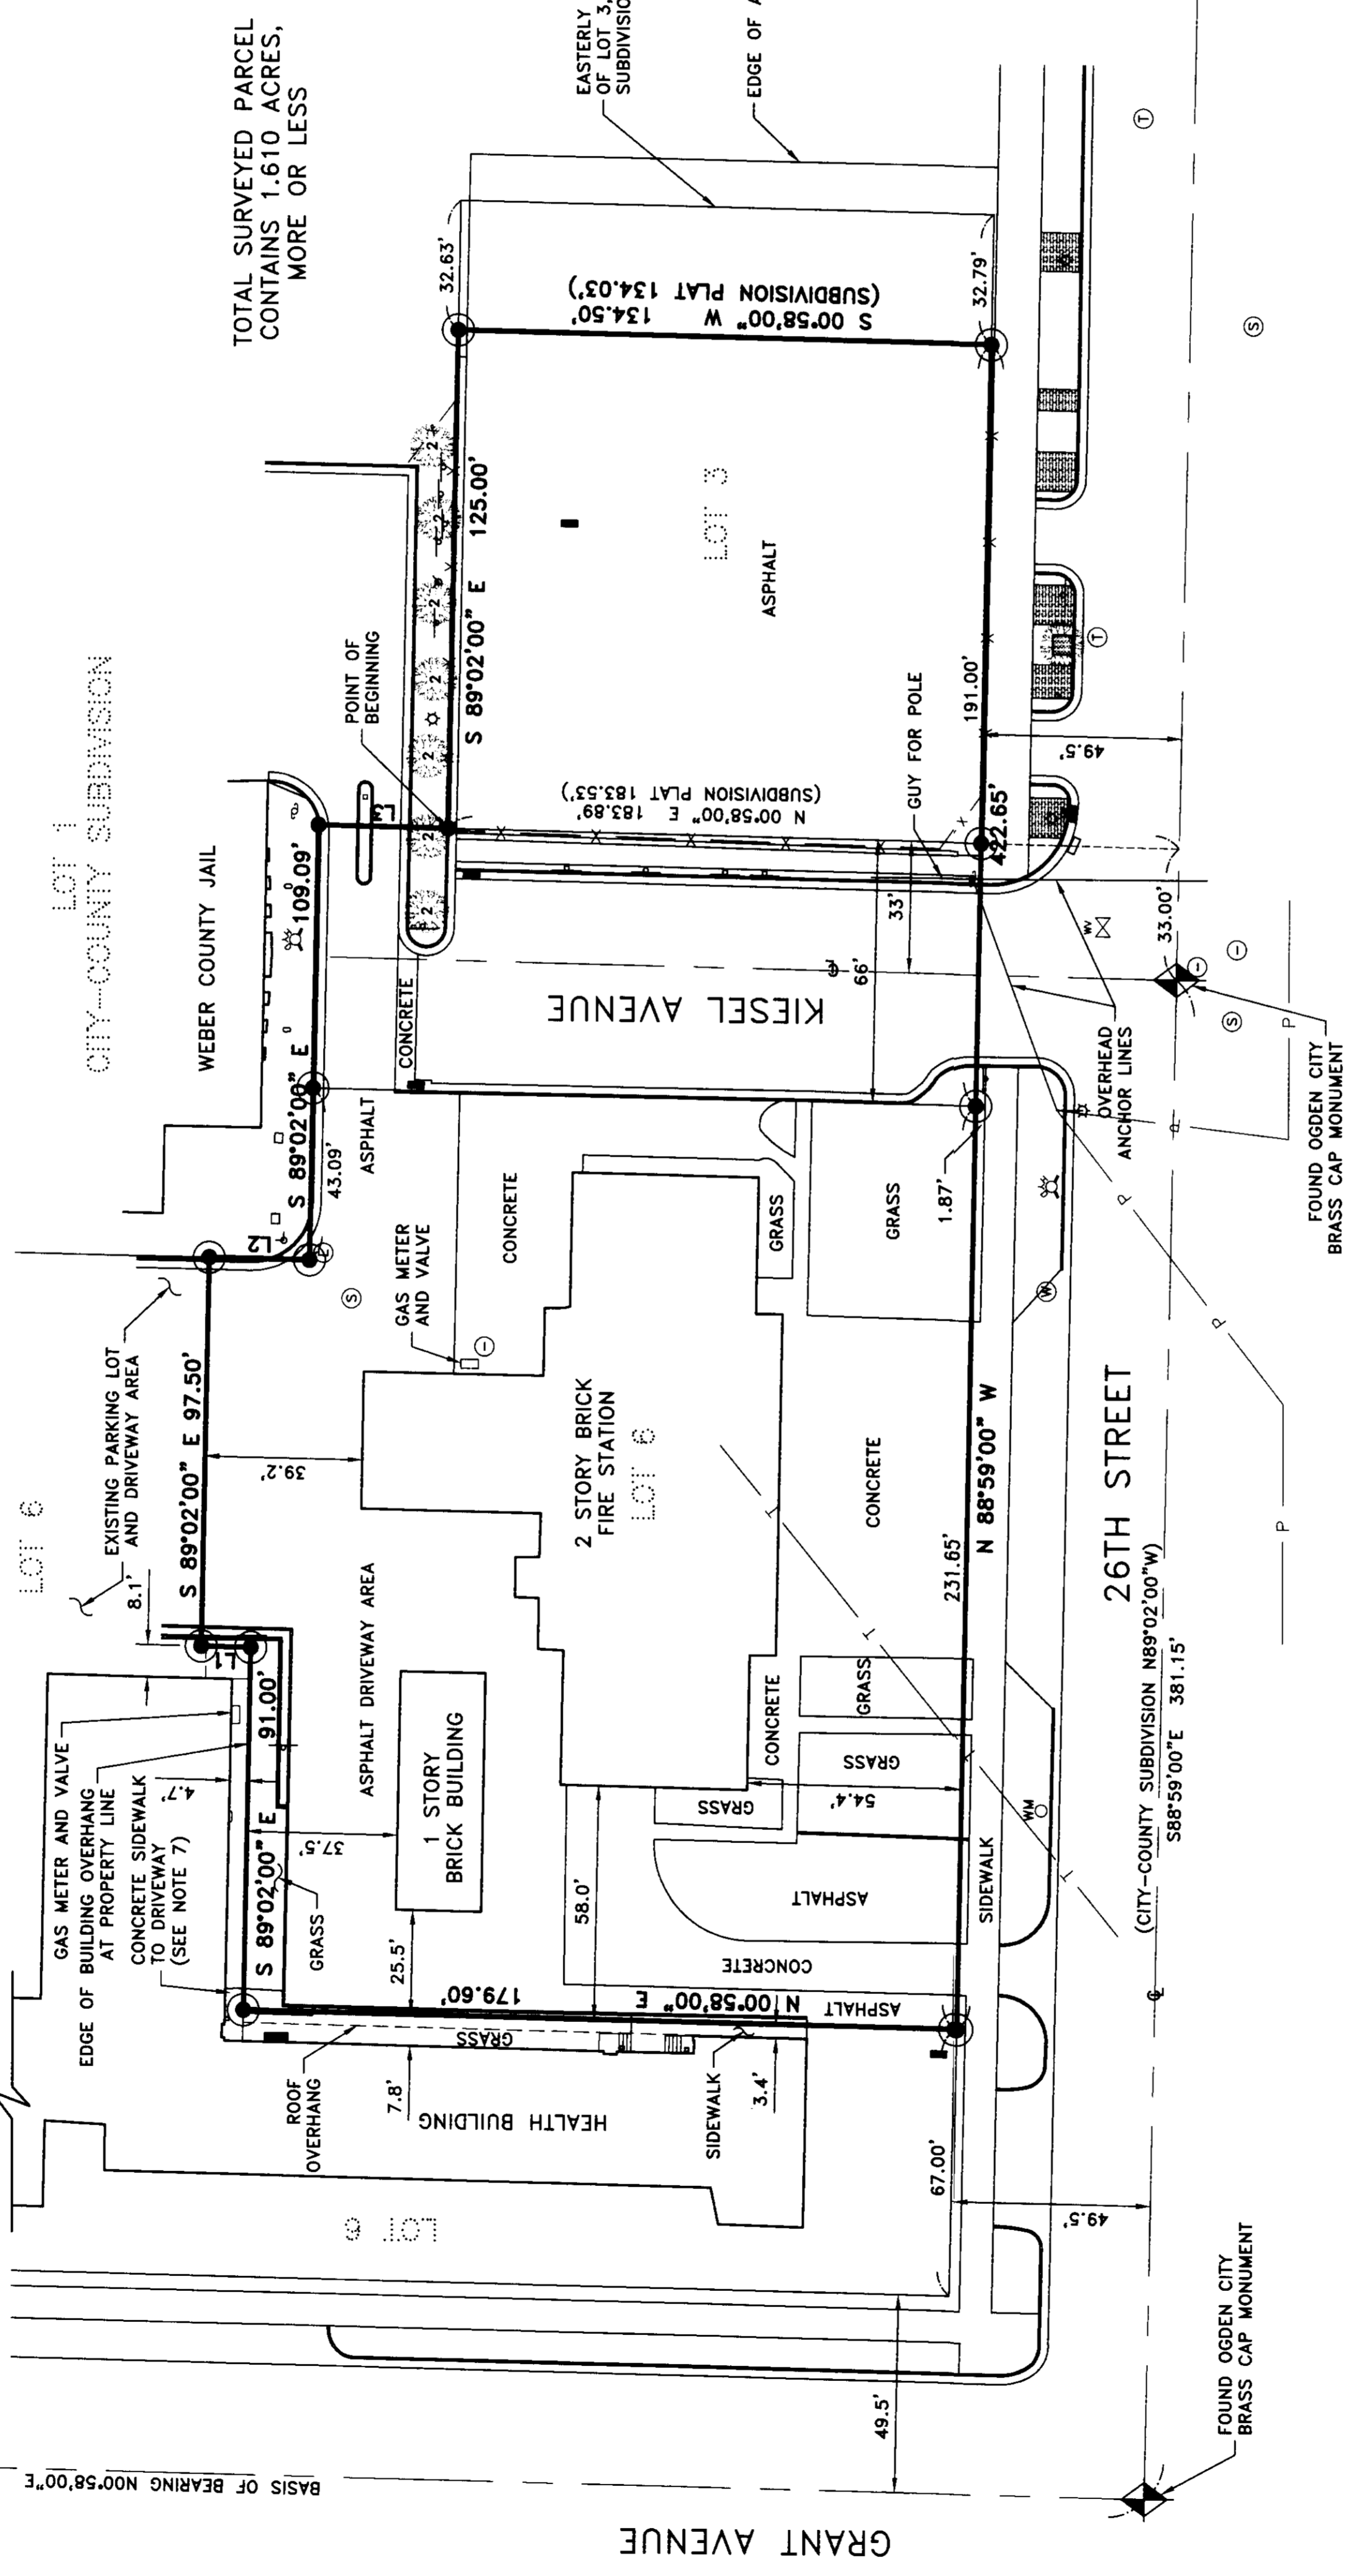 TOTAL SURVEYED PARCEL
CONTAINS 1.610 ACRES,
MORE OR LESS
EASTERLY
OF LOT 3,
SUBDIVISIO
EDGE OF A
LOT 1
CITY-COUNTY SUBDIVISION
WEBER COUNTY JAIL
POINT OF
BEGINNING
L3
32.63'
S 00°58'00" W 134.50'
(SUBDIVISION PLAT 134.03')
32.79'
S 89°02'00" E 125.00'
2
2
2
2
2
2
2
LOT 3
ASPHALT
N 00°58'00" E 183.89'
(SUBDIVISION PLAT 183.53')
GUY FOR POLE
191.00'
49.5'
422.65'
T
T
S
S 89°02'00" E 109.09'
43.09'
L2
ASPHALT
CONCRETE
KIESEL AVENUE
33'
66'
WV
33.00'
S
OVERHEAD
ANCHOR LINES
FOUND OGDEN CITY
BRASS CAP MONUMENT
P
P
P
P
P
LOT 6
EXISTING PARKING LOT
AND DRIVEWAY AREA
8.1'
S 89°02'00" E 97.50'
39.2'
S
GAS METER
AND VALVE
CONCRETE
2 STORY BRICK
FIRE STATION
LOT 6
GRASS
GRASS
1.87'
CONCRETE
W
N 88°59'00" W
231.65'
26TH STREET
(CITY-COUNTY SUBDIVISION N89°02'00"W)
S88°59'00"E 381.15'
GAS METER AND VALVE
EDGE OF BUILDING OVERHANG
AT PROPERTY LINE
CONCRETE SIDEWALK
TO DRIVEWAY
(SEE NOTE 7)
4.7'
L1
S 89°02'00" E 91.00'
GRASS
37.5'
ASPHALT DRIVEWAY AREA
1 STORY
BRICK BUILDING
25.5'
58.0'
CONCRETE
GRASS
GRASS
GRASS
54.4'
ASPHALT
CONCRETE
ASPHALT
T
T
T
WM
SIDEWALK
N 00°58'00" E 179.60'
GRASS
ROOF
OVERHANG
7.8'
HEALTH BUILDING
SIDEWALK
3.4'
LOT 6
67.00'
49.5'
49.5'
BASIS OF BEARING N00°58'00"E
GRANT AVENUE
FOUND OGDEN CITY
BRASS CAP MONUMENT